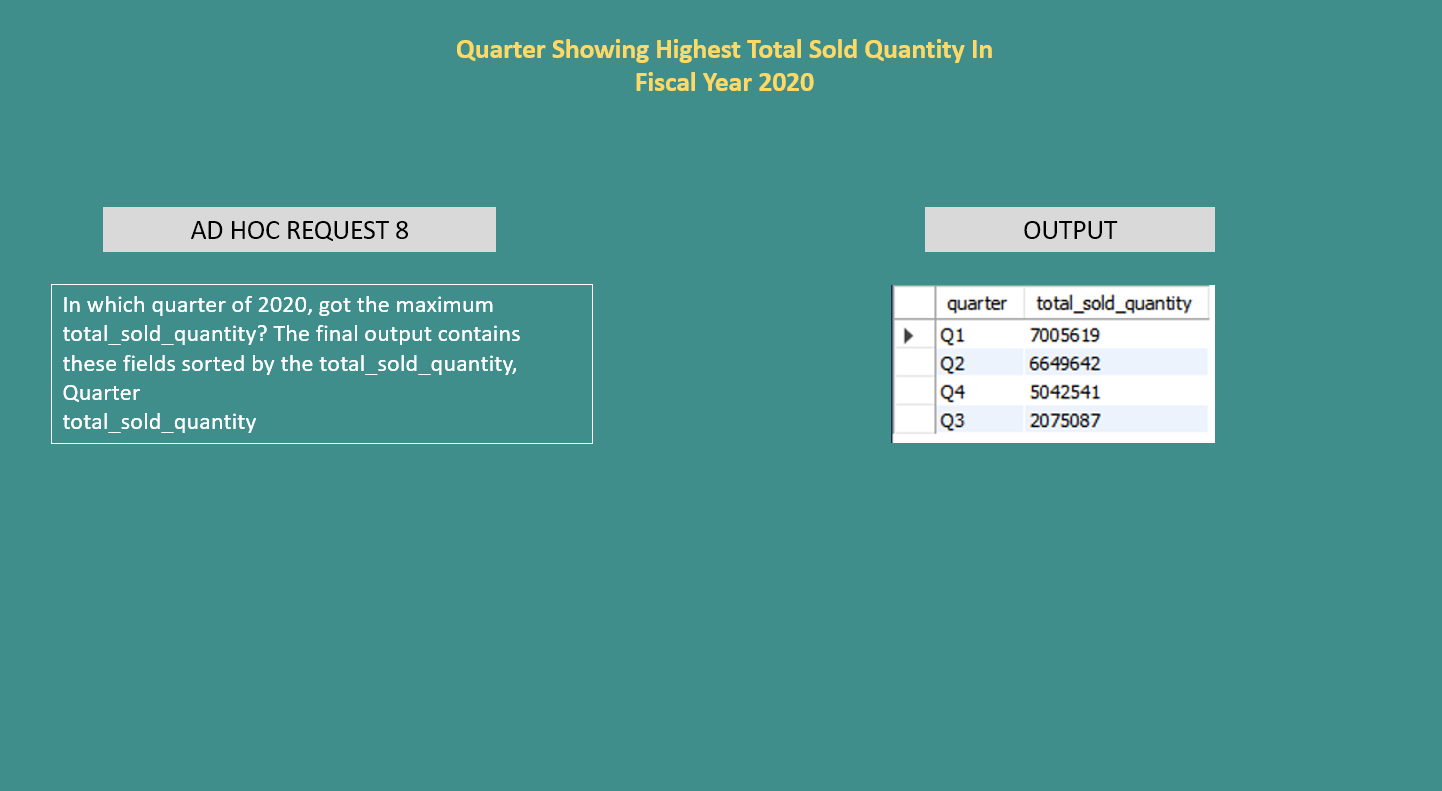 Quarter Showing Highest Total Sold Quantity In
Fiscal Year 2020
AD HOC REQUEST 8
In which quarter of 2020, got the maximum
total_sold_quantity? The final output contains
these fields sorted by the total_sold_quantity,
Quarter
total_sold_quantity
OUTPUT
quarter total_sold_quantity
Q1 7005619
Q2 6649642
Q4 5042541
Q3 2075087